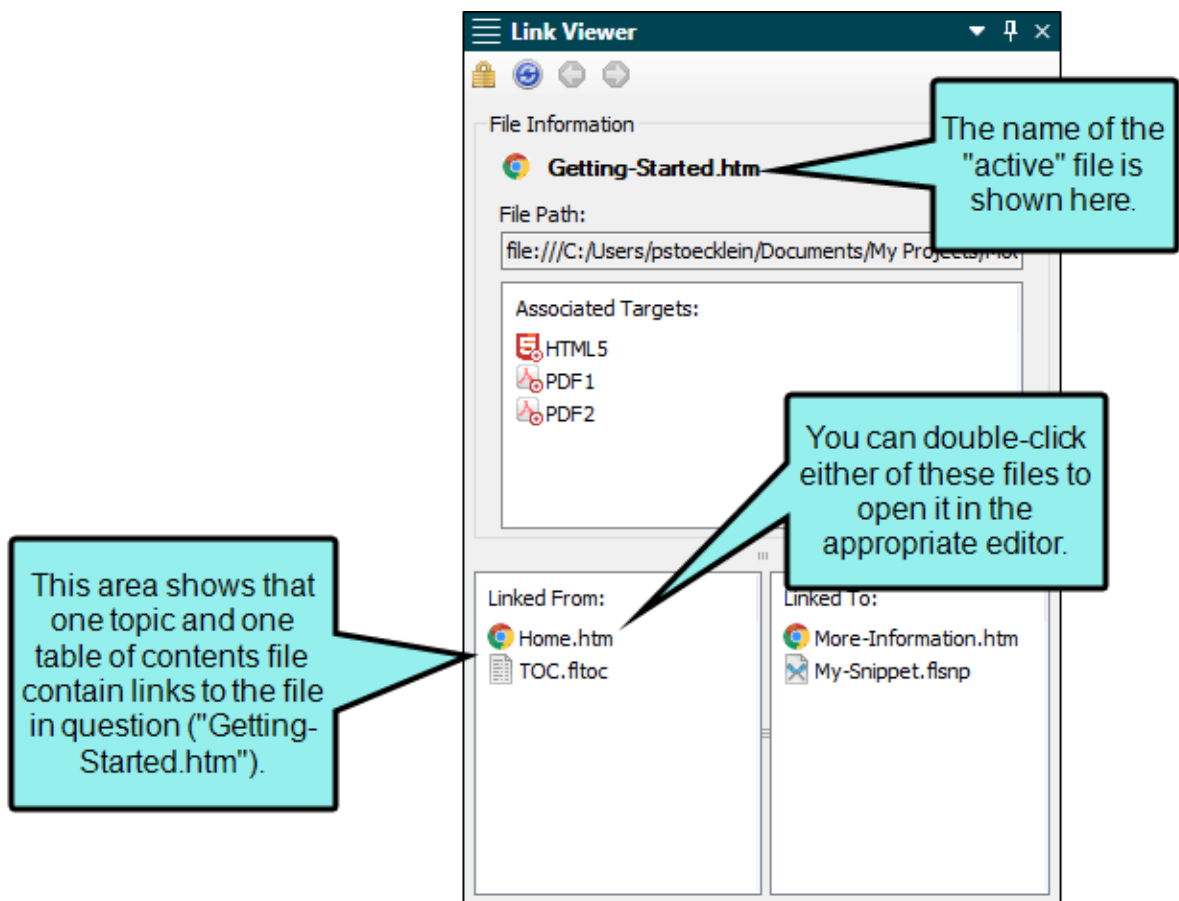 Link Viewer
File Information
Getting-Started.htm
The name of the
"active" file is
shown here.
File Path:
file:///C:/Users/pstoecklein/Documents/My Projects/
Associated Targets:
HTML5
PDF1
PDF2
You can double-click
either of these files to
open it in the
appropriate editor.
This area shows that
one topic and one
table of contents file
contain links to the file
in question ("Getting-
Started.htm").
Linked From:
Home.htm
TOC.fltoc
Linked To:
More-Information.htm
My-Snippet.flsnp